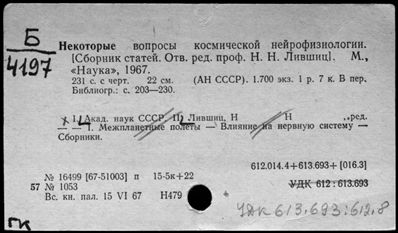 Б
4197
Некоторые вопросы космической нейрофизиологии.
[Сборник статей. Отв. ред. проф. Н. Н. Лившиц]. М.,
«Наука», 1967.
231 с. с черт. 22 см. (АН СССР). 1.700 экз. 1 р. 7 к. В пер.
Библиогр.: с. 203—230.
I. Акад. наук СССР. II. Лившиц, Н Н , ред.
— — 1. Межпланетные полеты — Влияние на нервную систему —
Сборники.
612.014.4+613.693+[016.3]
№ 16499 [67-51003] п 15-5к+22
УДК 612:613.693
57 № 1053
Вс. кн. пал. 15 VI 67 Н479
УДК 613.693:612.8
ГК